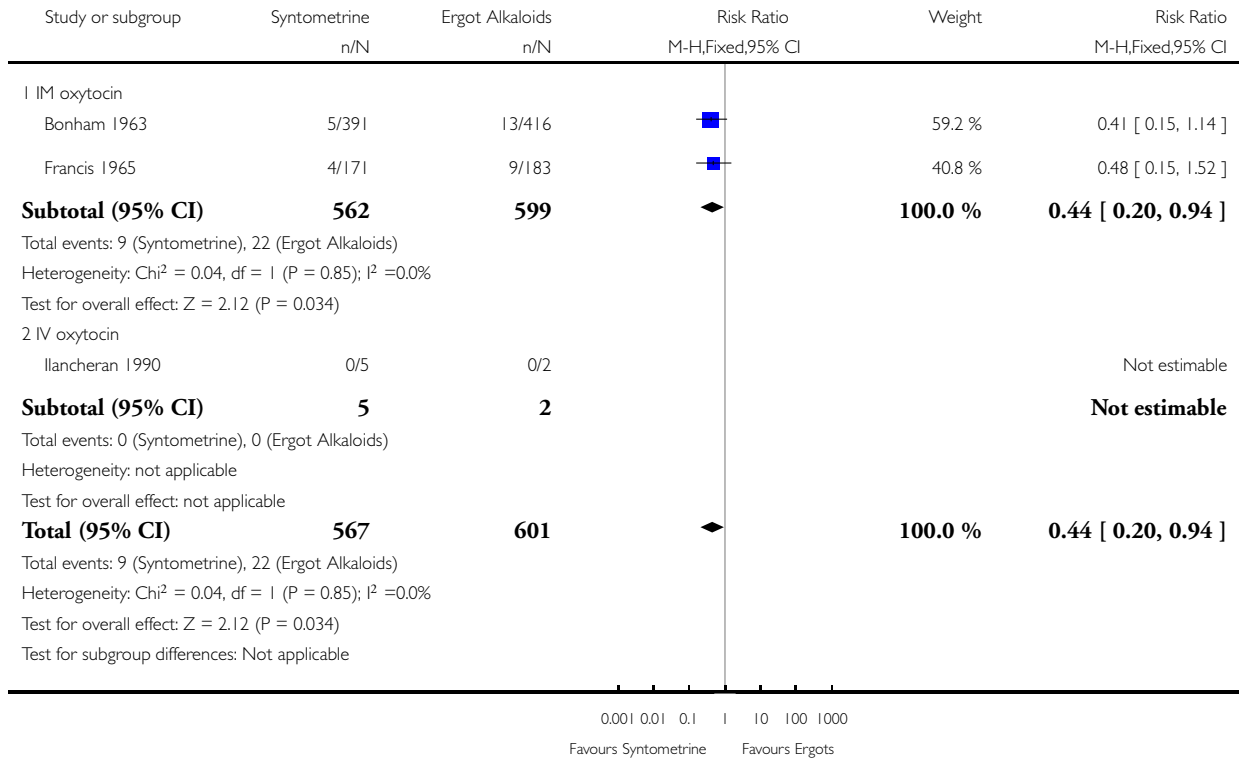 Study or subgroup Syntometrine Ergot Alkaloids Risk Ratio Weight Risk Ratio
n/N n/N M-H,Fixed,95% CI M-H,Fixed,95% CI
1 IM oxytocin
Bonham 1963 5/391 13/416 59.2 % 0.41 [ 0.15, 1.14 ]
Francis 1965 4/171 9/183 40.8 % 0.48 [ 0.15, 1.52 ]
Subtotal (95% CI) 562 599 100.0 % 0.44 [ 0.20, 0.94 ]
Total events: 9 (Syntometrine), 22 (Ergot Alkaloids)
Heterogeneity: Chi² = 0.04, df = 1 (P = 0.85); I² =0.0%
Test for overall effect: Z = 2.12 (P = 0.034)
2 IV oxytocin
Ilancheran 1990 0/5 0/2 Not estimable
Subtotal (95% CI) 5 2 Not estimable
Total events: 0 (Syntometrine), 0 (Ergot Alkaloids)
Heterogeneity: not applicable
Test for overall effect: not applicable
Total (95% CI) 567 601 100.0 % 0.44 [ 0.20, 0.94 ]
Total events: 9 (Syntometrine), 22 (Ergot Alkaloids)
Heterogeneity: Chi² = 0.04, df = 1 (P = 0.85); I² =0.0%
Test for overall effect: Z = 2.12 (P = 0.034)
Test for subgroup differences: Not applicable
0.001 0.01 0.1 1 10 100 1000
Favours Syntometrine Favours Ergots